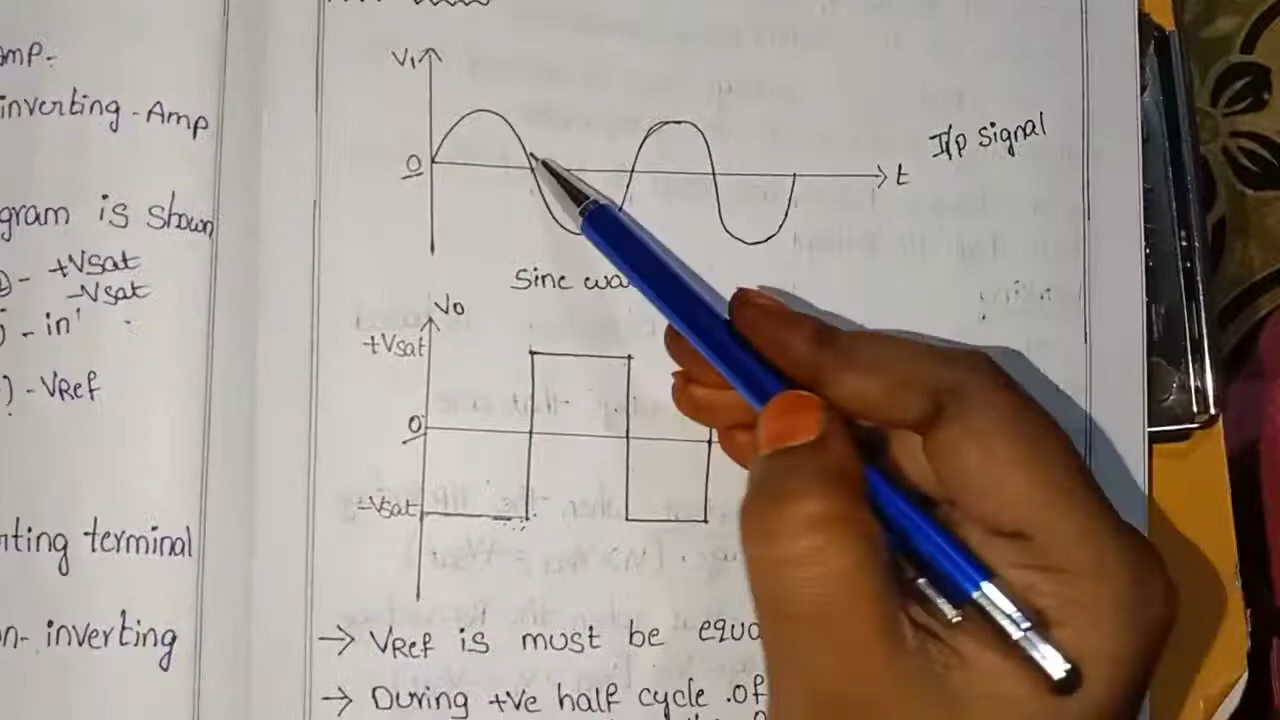 inverting - Amp
gram is shown
+Vsat
-Vsat
- in'
) - VRef
nting terminal
n- inverting
V1
0
t
I/p signal
Sine wa
Vo
+Vsat
0
-Vsat
→ VRef is must be equa
→ During +ve half cycle .of